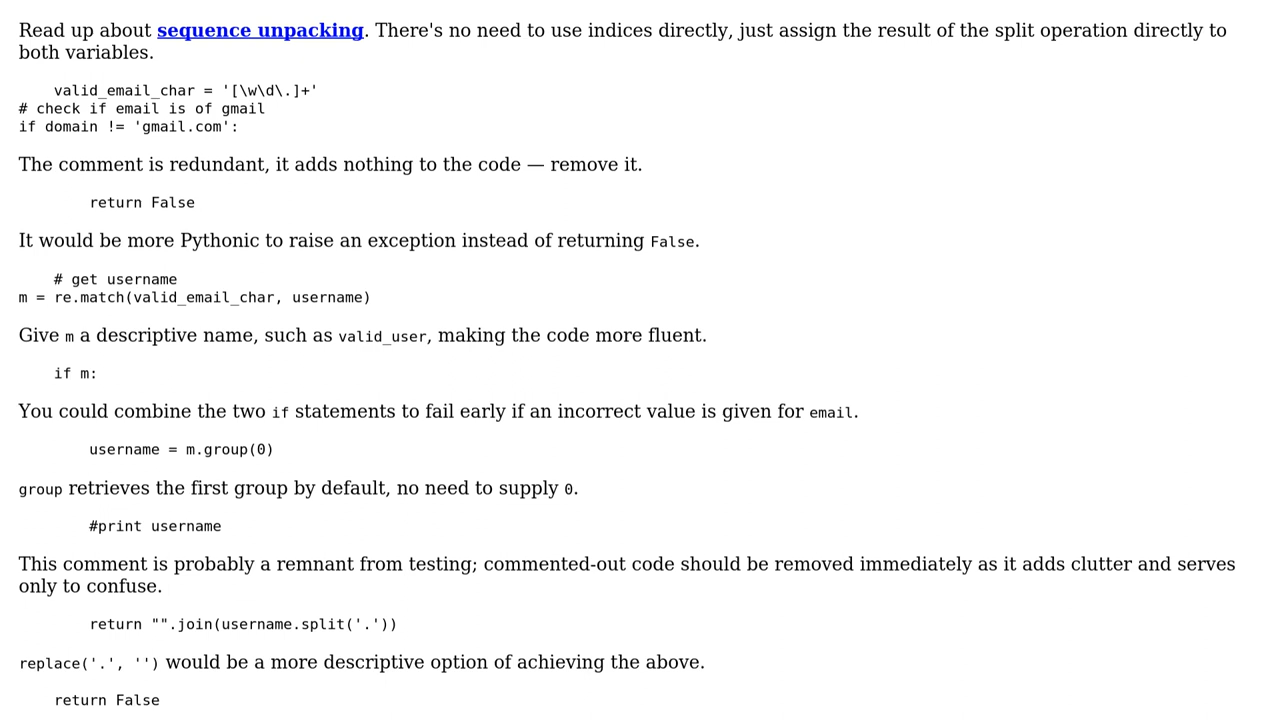 Read up about sequence unpacking. There's no need to use indices directly, just assign the result of the split operation directly to
both variables.
    valid_email_char = '[\w\d\.]+'
# check if email is of gmail
if domain != 'gmail.com':
The comment is redundant, it adds nothing to the code — remove it.
        return False
It would be more Pythonic to raise an exception instead of returning False.
    # get username
m = re.match(valid_email_char, username)
Give m a descriptive name, such as valid_user, making the code more fluent.
    if m:
You could combine the two if statements to fail early if an incorrect value is given for email.
        username = m.group(0)
group retrieves the first group by default, no need to supply 0.
        #print username
This comment is probably a remnant from testing; commented-out code should be removed immediately as it adds clutter and serves
only to confuse.
        return "".join(username.split('.'))
replace('.', '') would be a more descriptive option of achieving the above.
    return False